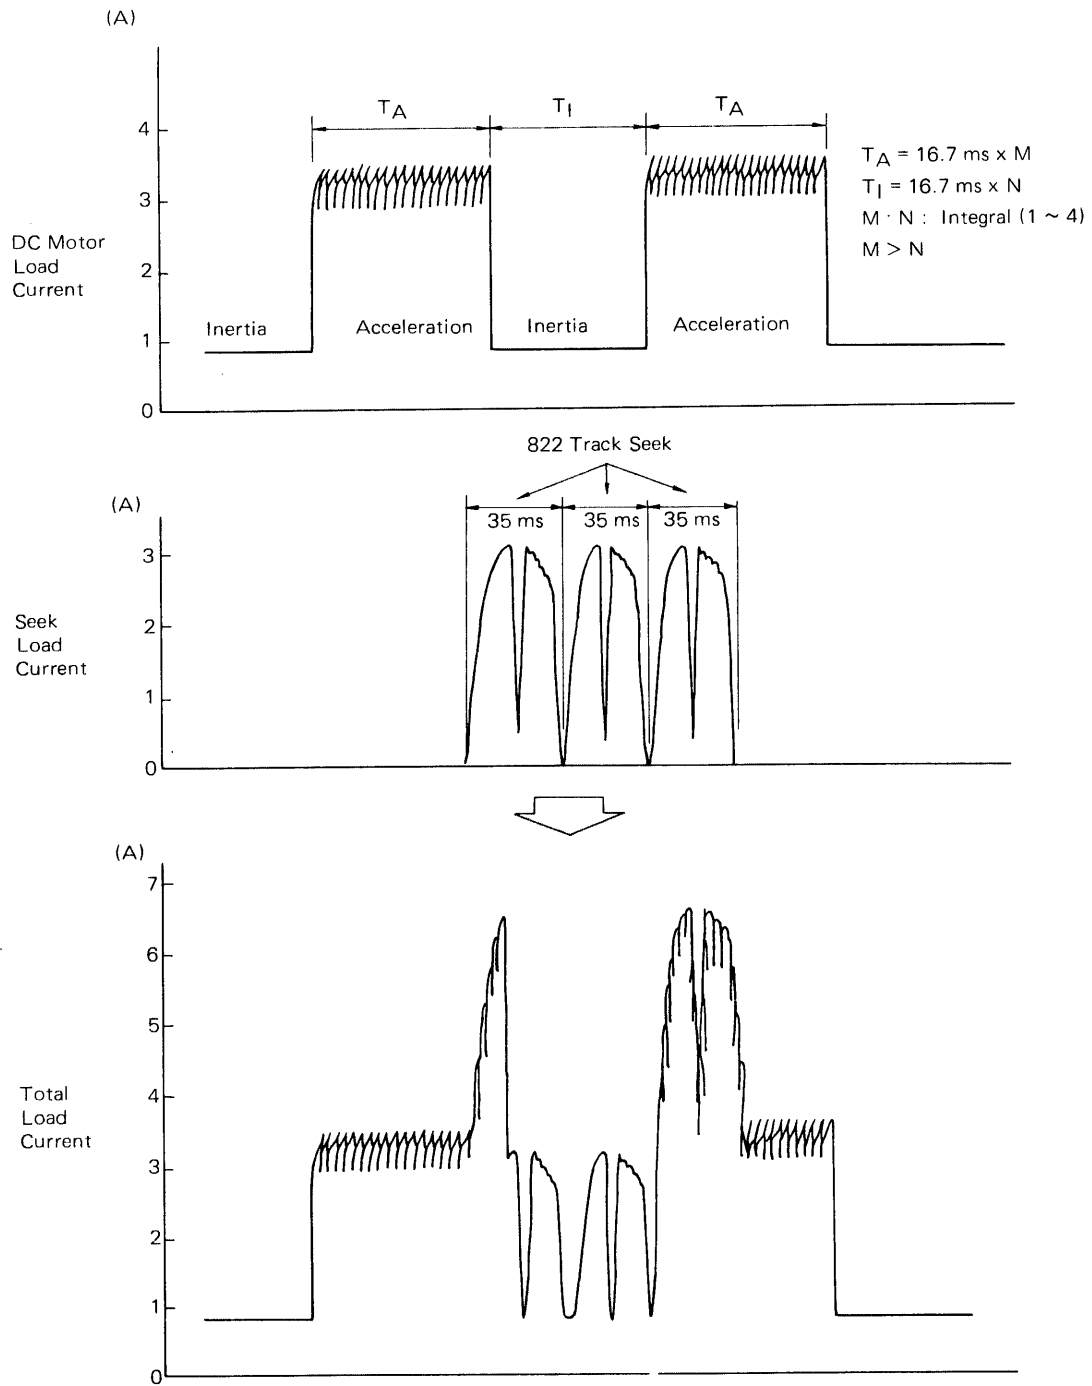 (A)
T_A
T_I
T_A
4
3
2
1
0
T_A = 16.7 ms x M
T_I = 16.7 ms x N
M · N : Integral (1 ~ 4)
M > N
DC Motor
Load
Current
Inertia
Acceleration
Inertia
Acceleration
822 Track Seek
(A)
35 ms
35 ms
35 ms
3
2
1
0
Seek
Load
Current
(A)
7
6
5
4
3
2
1
0
Total
Load
Current